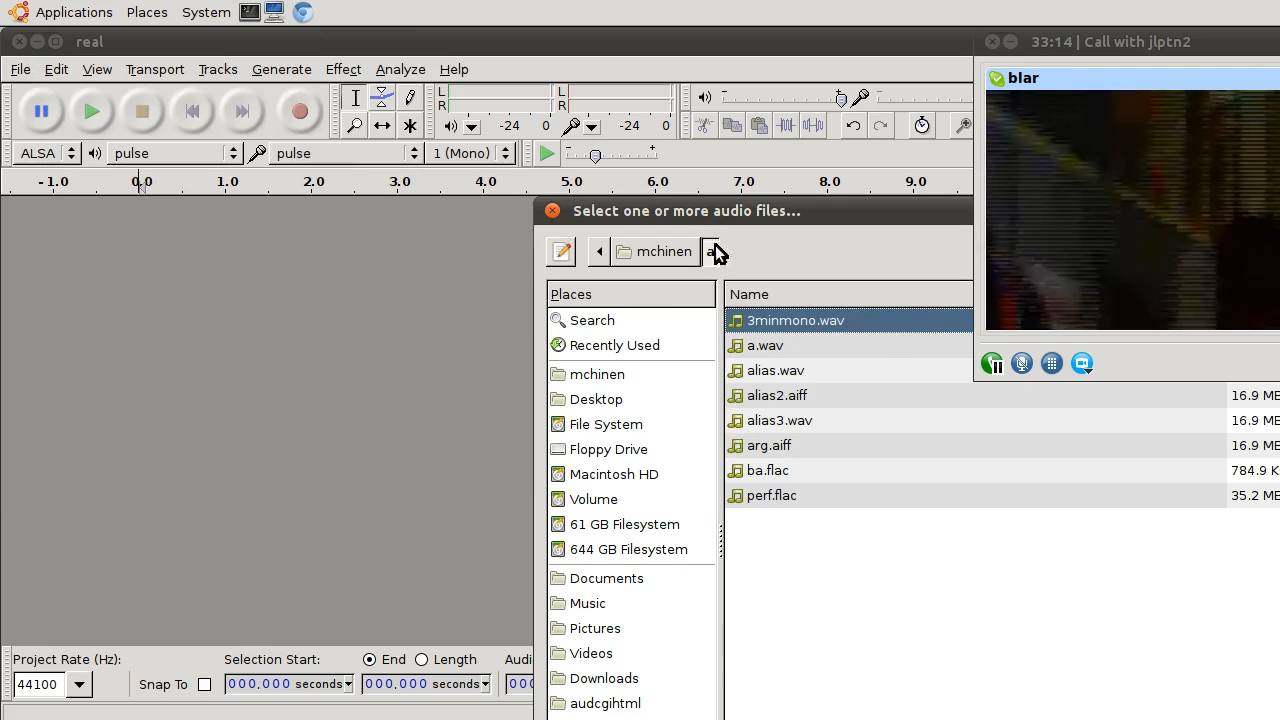 Applications Places System
real
33:14 | Call with jlptn2
File Edit View Transport Tracks Generate Effect Analyze Help
blar
L
R
-24 0
L
R
-24 0
ALSA pulse pulse 1 (Mono)
-1.0 0.0 1.0 2.0 3.0 4.0 5.0 6.0 7.0 8.0 9.0
Select one or more audio files...
mchinen
Places Name
Search 3minmono.wav
Recently Used a.wav
mchinen alias.wav
Desktop alias2.aiff 16.9 MB
File System alias3.wav 16.9 MB
Floppy Drive arg.aiff 16.9 MB
Macintosh HD ba.flac 784.9 K
Volume perf.flac 35.2 MB
61 GB Filesystem
644 GB Filesystem
Documents
Music
Pictures
Videos
Downloads
audcgihtml
Project Rate (Hz): Selection Start: End Length Audi
44100 Snap To 000,000 seconds 000,000 seconds 000